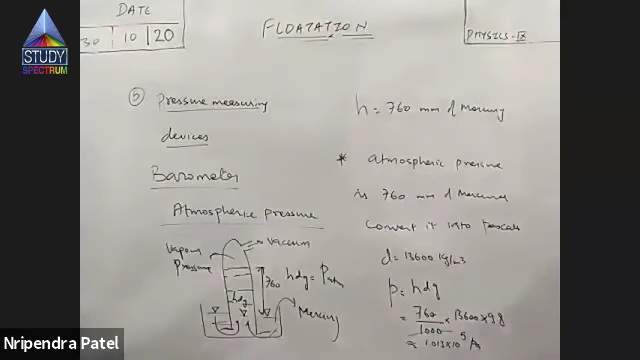 DATE
30 10 20
FLOATATION
PHYSICS-IX
STUDY
SPECTRUM
⑤ Pressure measuring
devices
Barometer
Atmospheric pressure
Vapour
pressure
Vacuum
760
hdg = Patm
hdg
Mercury
h = 760 mm of Mercury
* Atmospheric pressure
is 760 mm of Mercury
Convert it into Pascals
d = 13600 kg/m3
p = hdg
= 760/1000 × 13600 × 9.8
= 1.013×10^5 Pa
Nripendra Patel